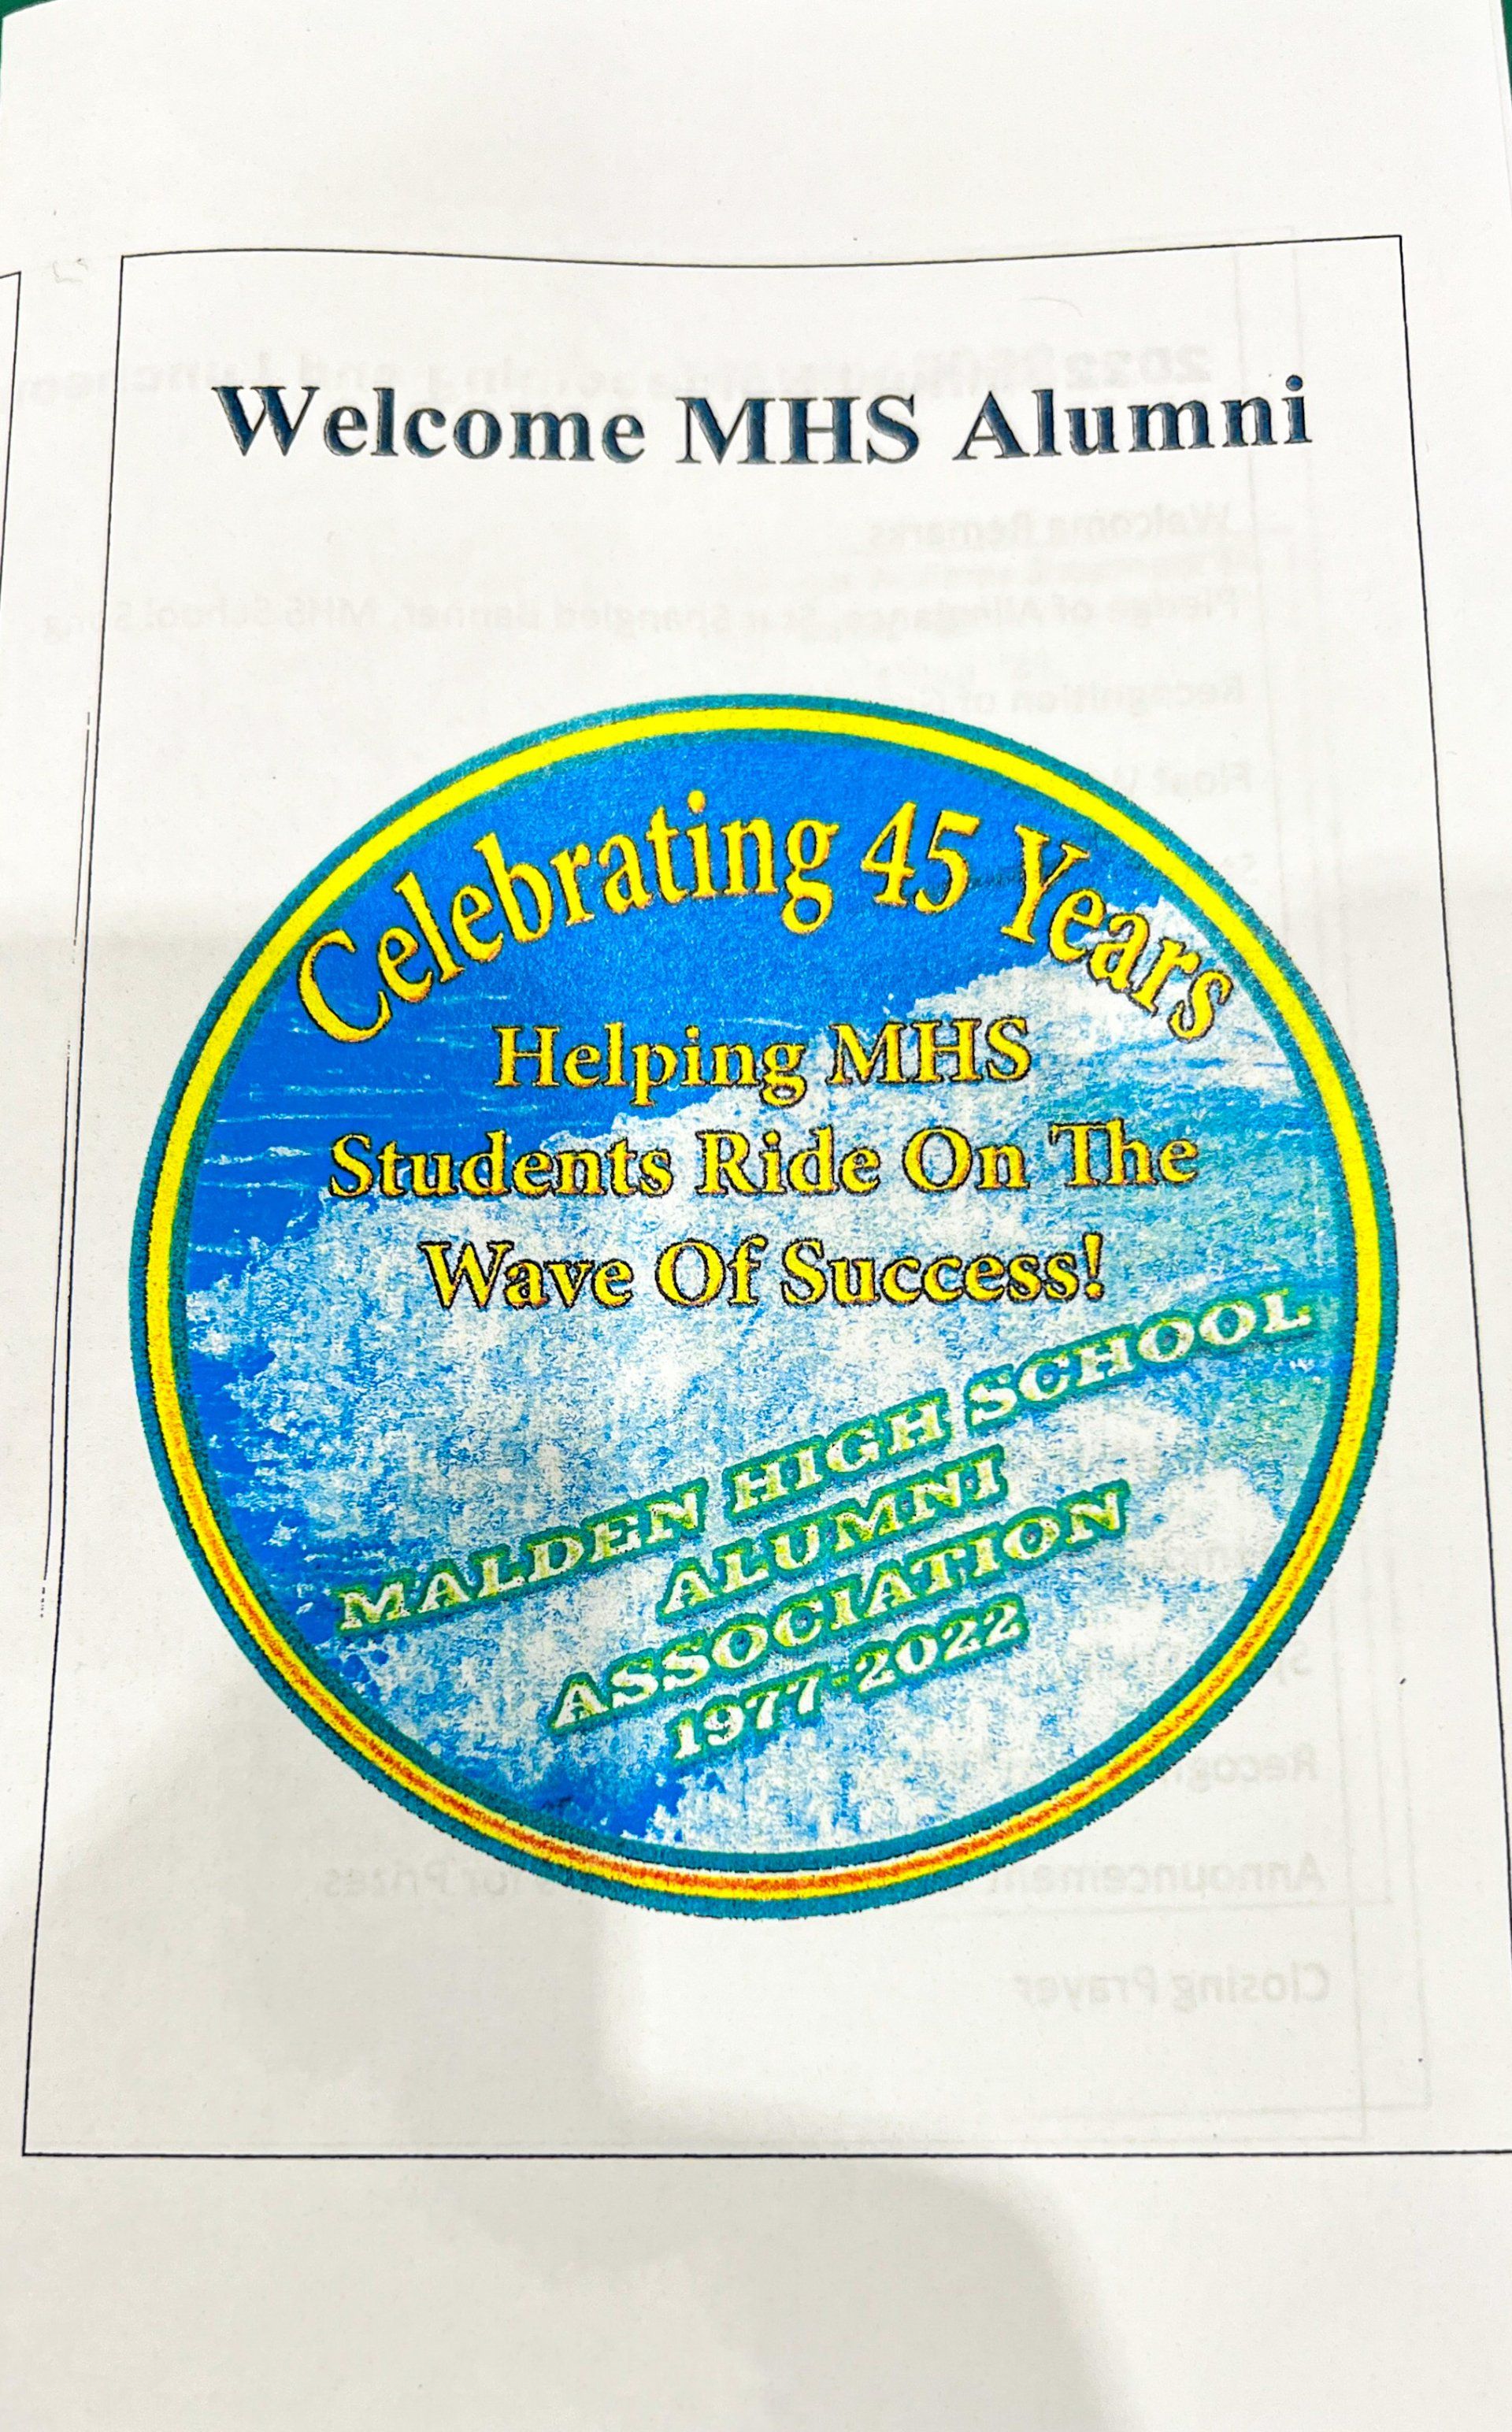 Welcome MHS Alumni
Celebrating 45 Years
Helping MHS
Students Ride On The
Wave Of Success!
MALDEN HIGH SCHOOL
ALUMNI
ASSOCIATION
1977-2022